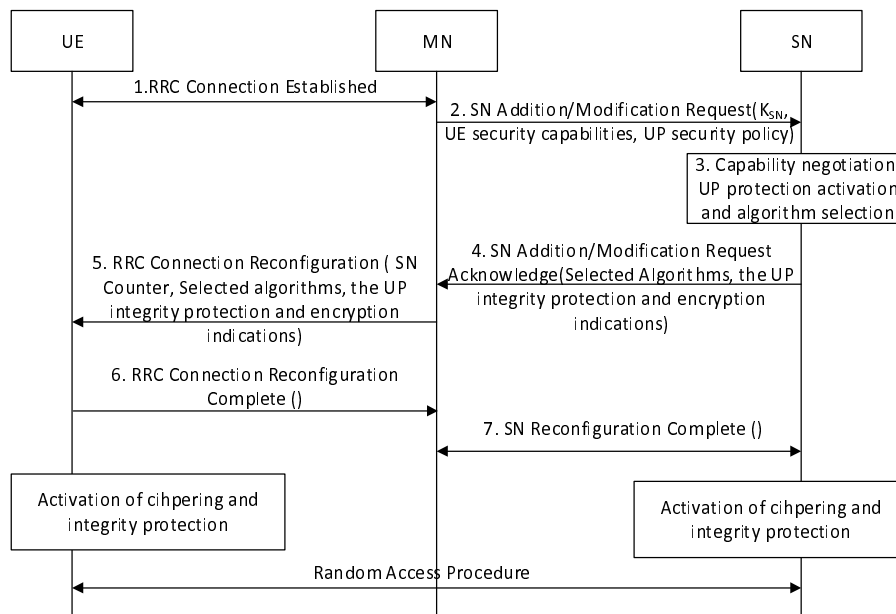 UE
MN
SN
1.RRC Connection Established
2. SN Addition/Modification Request(KSN,
UE security capabilities, UP security policy)
3. Capability negotiation
UP protection activation
and algorithm selection
4. SN Addition/Modification Request
Acknowledge(Selected Algorithms, the UP
integrity protection and encryption
indications)
5. RRC Connection Reconfiguration ( SN
Counter, Selected algorithms, the UP
integrity protection and encryption
indications)
6. RRC Connection Reconfiguration
Complete ()
7. SN Reconfiguration Complete ()
Activation of cihpering and
integrity protection
Activation of cihpering and
integrity protection
Random Access Procedure